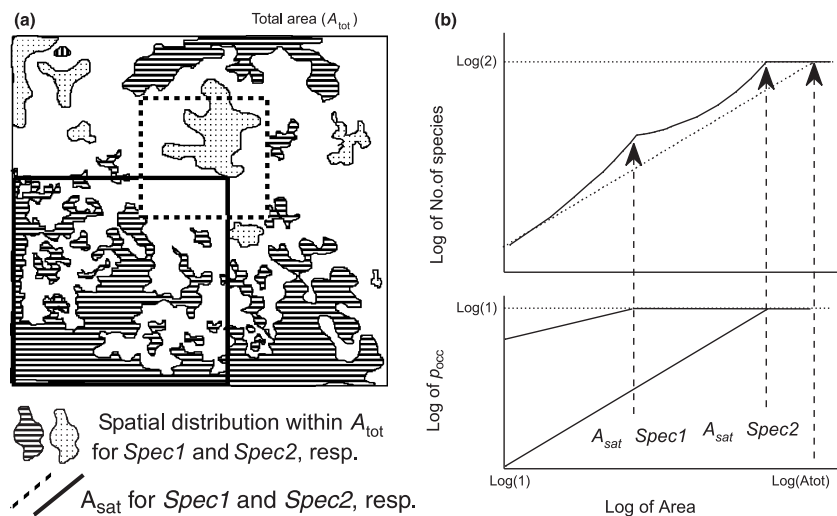 (a)
Total area (Atot)
Spatial distribution within Atot
for Spec1 and Spec2, resp.
Asat for Spec1 and Spec2, resp.
(b)
Log(2)
Log of No.of species
Log(1)
Log of pocc
Asat Spec1 Asat Spec2
Log(1) Log(Atot)
Log of Area